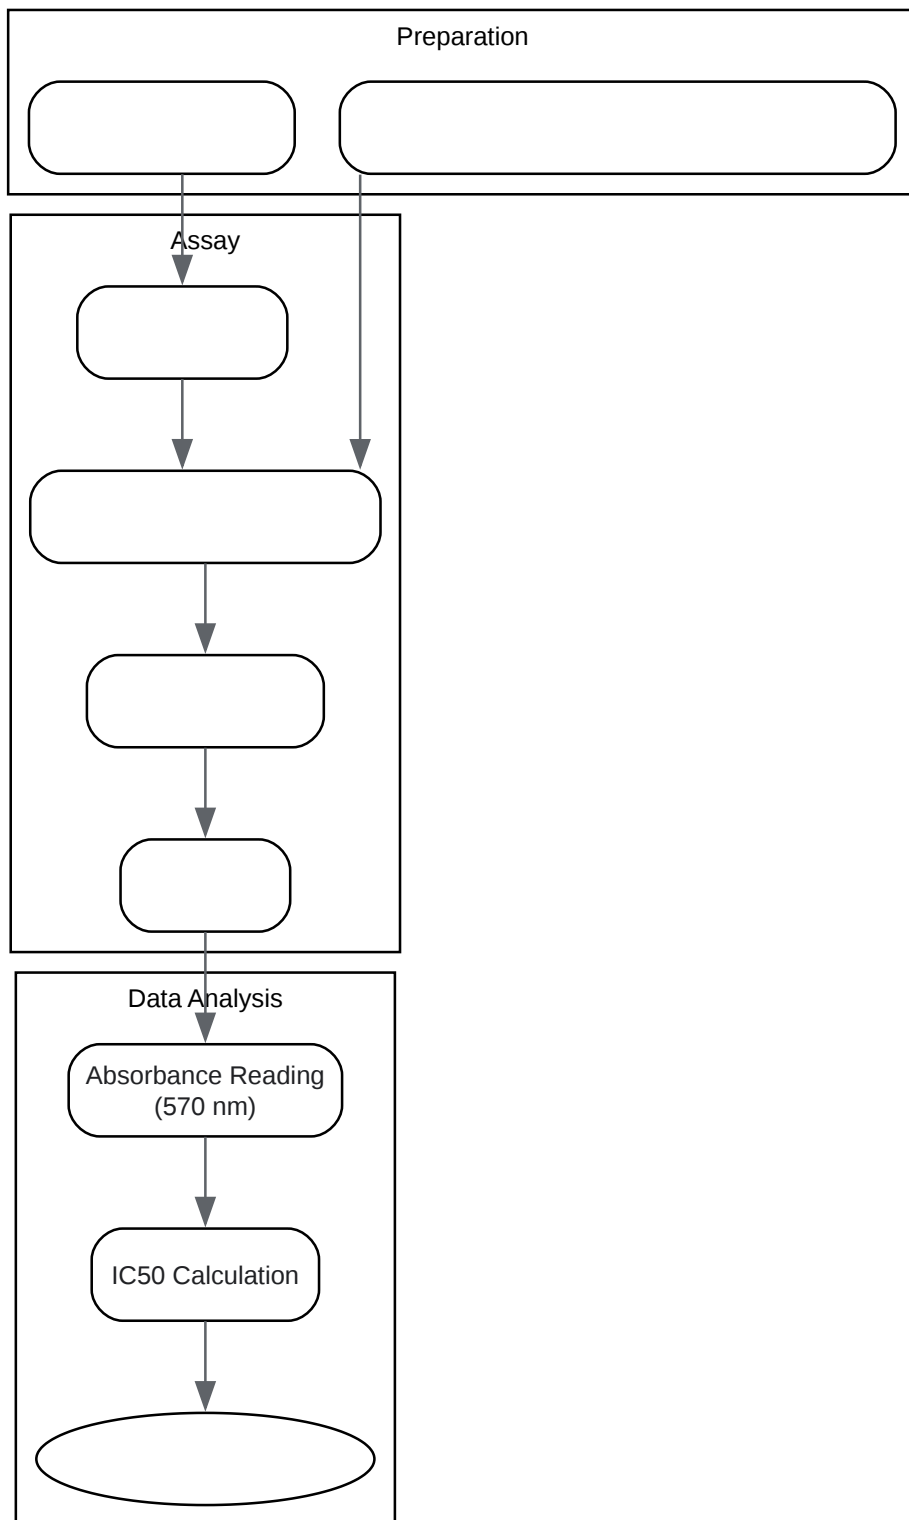 Preparation
Assay
Data Analysis
Absorbance Reading
(570 nm)
IC50 Calculation